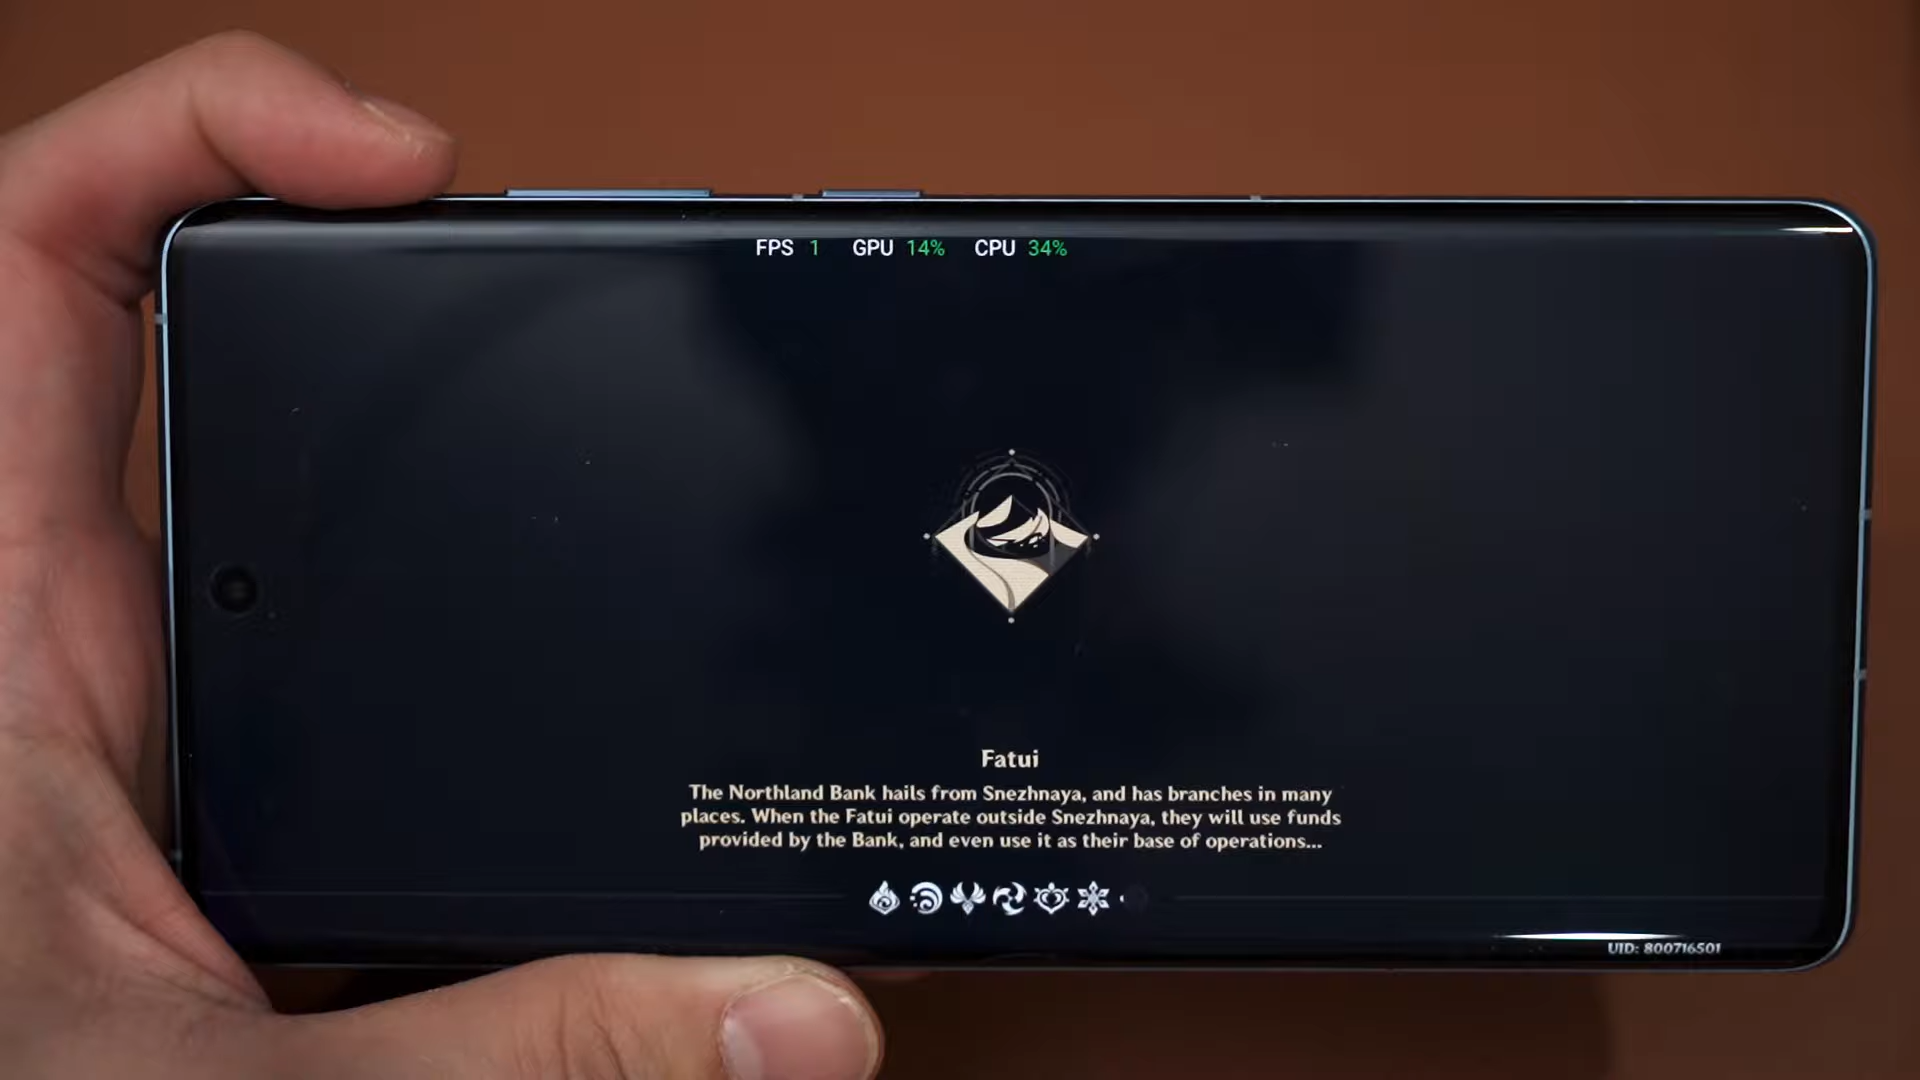 FPS 1 GPU 14% CPU 34%
Fatui
The Northland Bank hails from Snezhnaya, and has branches in many
places. When the Fatui operate outside Snezhnaya, they will use funds
provided by the Bank, and even use it as their base of operations...
UID: 800716501